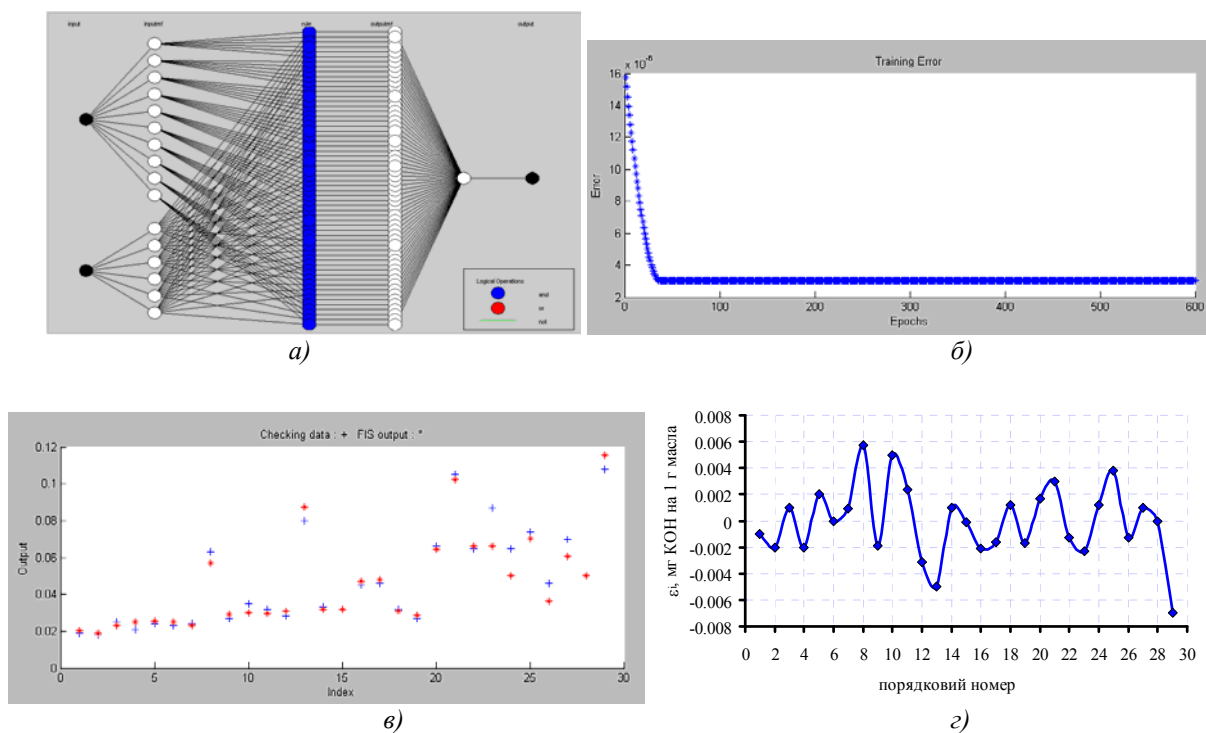 input inputmf rule outputmf output
Logical Operations
and
or
not
а)
x 10⁻⁶
Training Error
16
14
12
10
8
6
4
2
Error
0 100 200 300 400 500 600
Epochs
б)
Checking data : + FIS output : *
0.12
0.1
0.08
0.06
0.04
0.02
0
Output
0 5 10 15 20 25 30
Index
в)
0.008
0.006
0.004
0.002
0
-0.002
-0.004
-0.006
-0.008
εі, мг КОН на 1 г масла
0 2 4 6 8 10 12 14 16 18 20 22 24 26 28 30
порядковий номер
г)